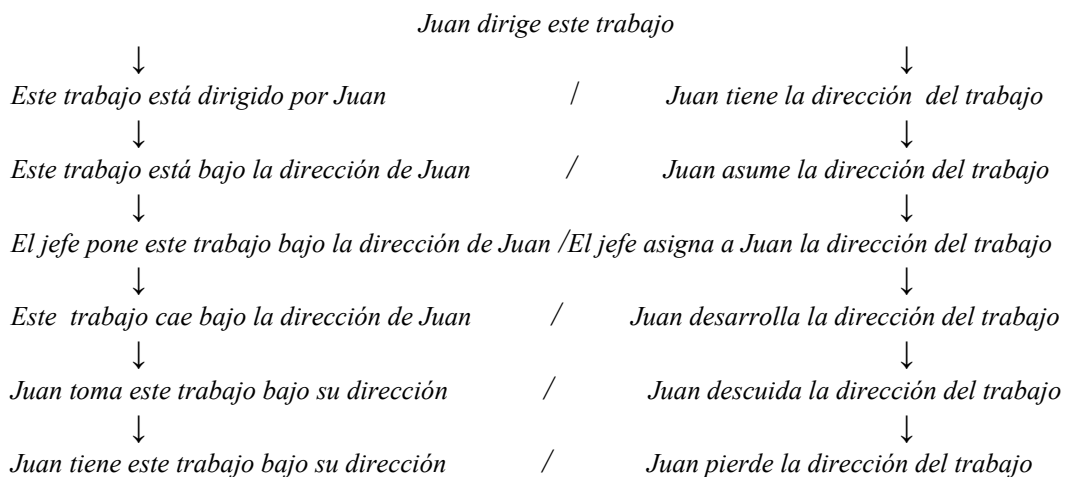 Juan dirige este trabajo
↓ ↓
Este trabajo está dirigido por Juan / Juan tiene la dirección del trabajo
↓ ↓
Este trabajo está bajo la dirección de Juan / Juan asume la dirección del trabajo
↓ ↓
El jefe pone este trabajo bajo la dirección de Juan /El jefe asigna a Juan la dirección del trabajo
↓ ↓
Este trabajo cae bajo la dirección de Juan / Juan desarrolla la dirección del trabajo
↓ ↓
Juan toma este trabajo bajo su dirección / Juan descuida la dirección del trabajo
↓ ↓
Juan tiene este trabajo bajo su dirección / Juan pierde la dirección del trabajo